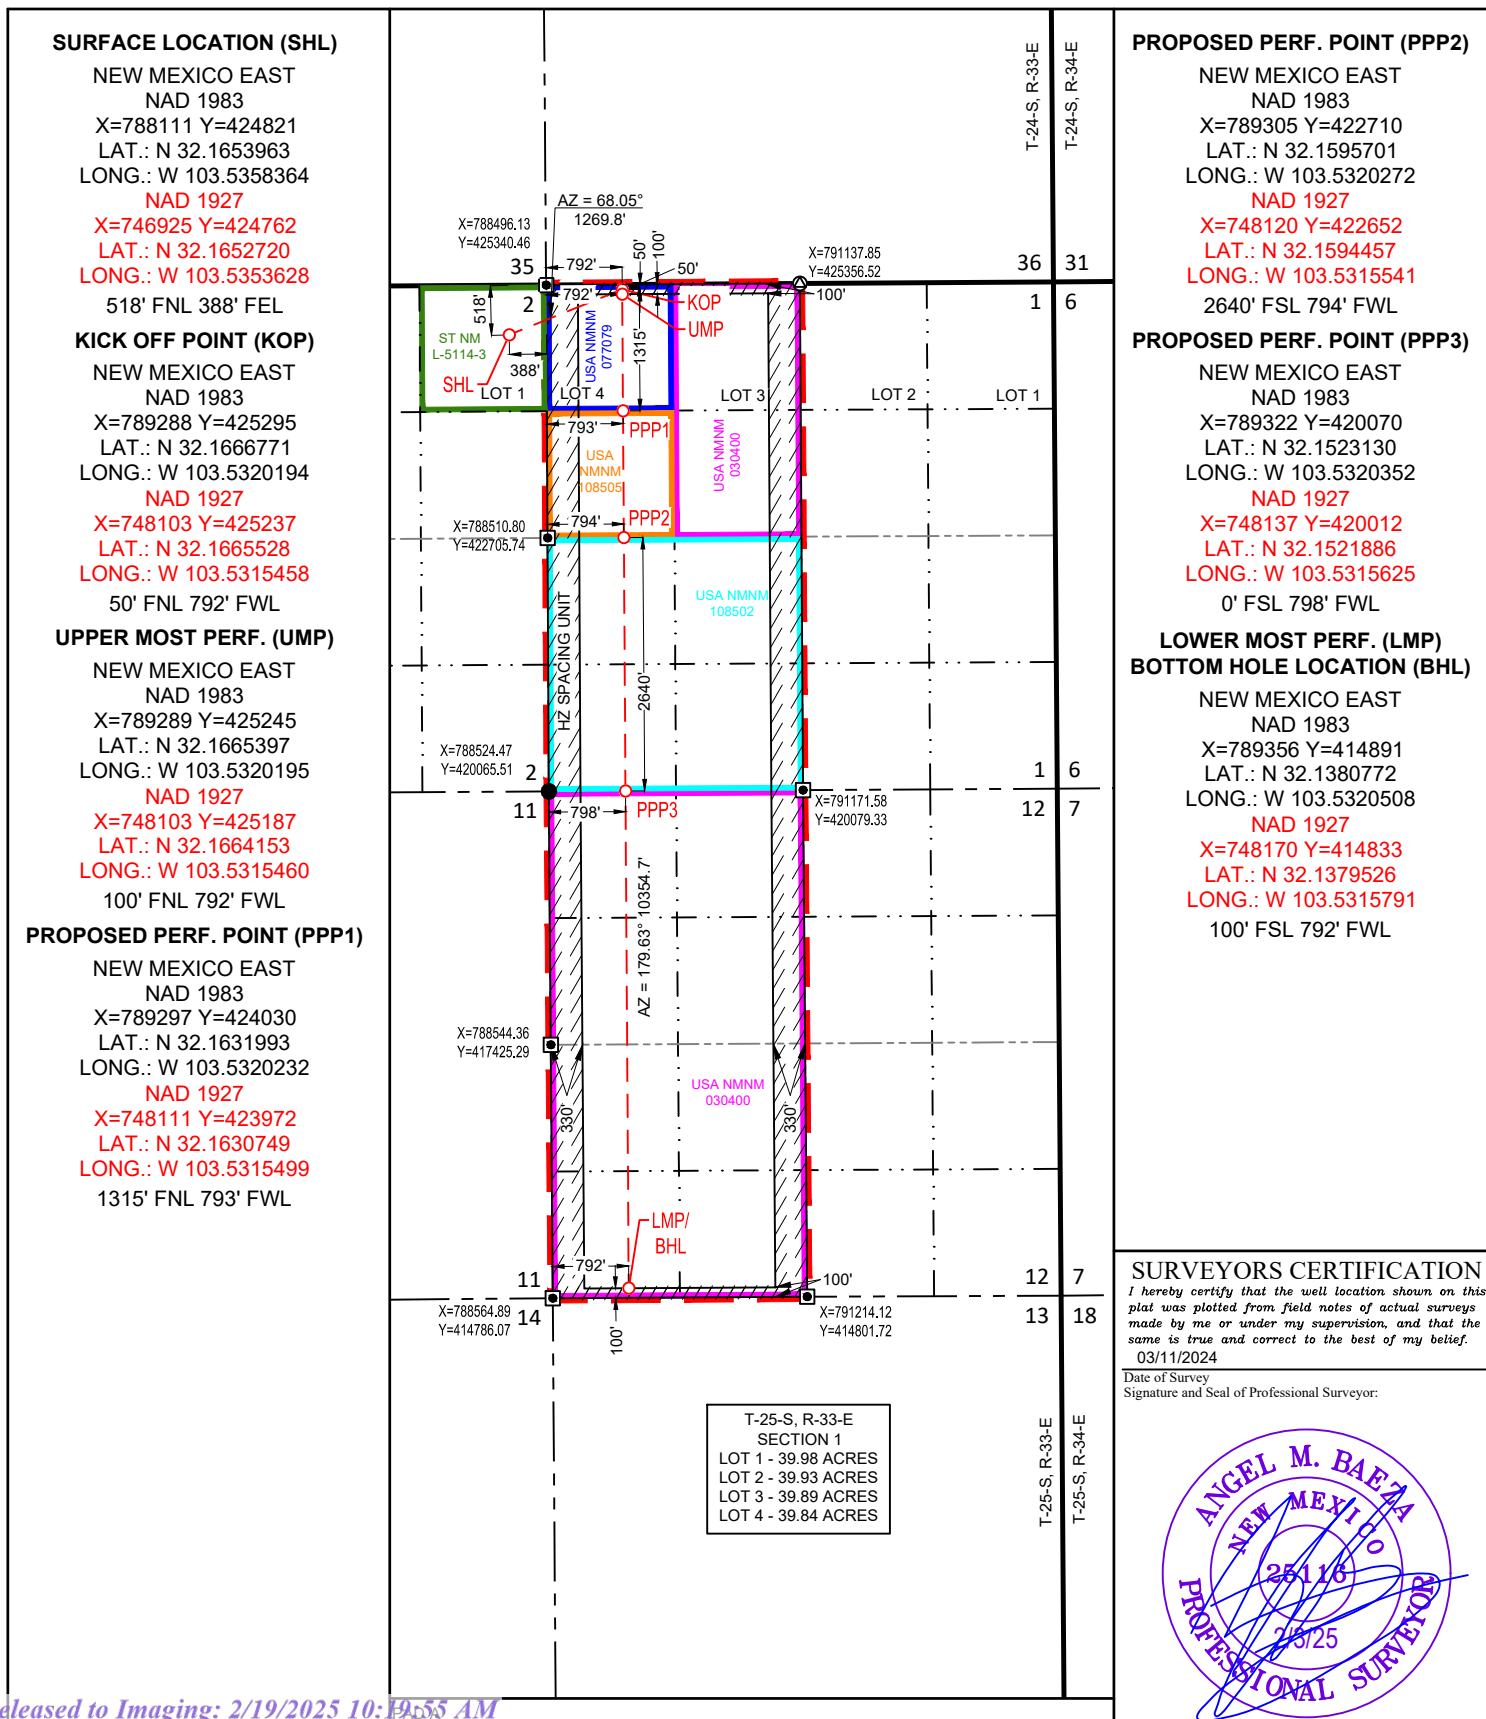 SURFACE LOCATION (SHL)
NEW MEXICO EAST
NAD 1983
X=788111 Y=424821
LAT.: N 32.1653963
LONG.: W 103.5358364
NAD 1927
X=746925 Y=424762
LAT.: N 32.1652720
LONG.: W 103.5353628
518' FNL 388' FEL
KICK OFF POINT (KOP)
NEW MEXICO EAST
NAD 1983
X=789288 Y=425295
LAT.: N 32.1666771
LONG.: W 103.5320194
NAD 1927
X=748103 Y=425237
LAT.: N 32.1665528
LONG.: W 103.5315458
50' FNL 792' FWL
UPPER MOST PERF. (UMP)
NEW MEXICO EAST
NAD 1983
X=789289 Y=425245
LAT.: N 32.1665397
LONG.: W 103.5320195
NAD 1927
X=748103 Y=425187
LAT.: N 32.1664153
LONG.: W 103.5315460
100' FNL 792' FWL
PROPOSED PERF. POINT (PPP1)
NEW MEXICO EAST
NAD 1983
X=789297 Y=424030
LAT.: N 32.1631993
LONG.: W 103.5320232
NAD 1927
X=748111 Y=423972
LAT.: N 32.1630749
LONG.: W 103.5315499
1315' FNL 793' FWL
T-24-S, R-33-E
T-24-S, R-34-E
AZ = 68.05°
1269.8'
X=788496.13
Y=425340.46
50'
100'
X=791137.85
Y=425356.52
35
792'
50'
36
31
2
792'
100'
1
6
518'
KOP
UMP
ST NM
L-5114-3
USA NMNM
077079
1315'
388'
SHL
LOT 1
LOT 4
LOT 3
LOT 2
LOT 1
793'
PPP1
USA
NMNM
108505
USA NMNM
030400
X=788510.80
Y=422705.74
794'
PPP2
USA NMNM
108502
HZ SPACING UNIT
2640'
X=788524.47
Y=420065.51
2
1
6
11
798'
PPP3
X=791171.58
Y=420079.33
12
7
AZ = 179.63° 10354.7'
X=788544.36
Y=417425.29
USA NMNM
030400
330'
330'
LMP/
BHL
792'
11
100'
12
7
X=788564.89
Y=414786.07
14
100'
X=791214.12
Y=414801.72
13
18
T-25-S, R-33-E
SECTION 1
LOT 1 - 39.98 ACRES
LOT 2 - 39.93 ACRES
LOT 3 - 39.89 ACRES
LOT 4 - 39.84 ACRES
T-25-S, R-33-E
T-25-S, R-34-E
PROPOSED PERF. POINT (PPP2)
NEW MEXICO EAST
NAD 1983
X=789305 Y=422710
LAT.: N 32.1595701
LONG.: W 103.5320272
NAD 1927
X=748120 Y=422652
LAT.: N 32.1594457
LONG.: W 103.5315541
2640' FSL 794' FWL
PROPOSED PERF. POINT (PPP3)
NEW MEXICO EAST
NAD 1983
X=789322 Y=420070
LAT.: N 32.1523130
LONG.: W 103.5320352
NAD 1927
X=748137 Y=420012
LAT.: N 32.1521886
LONG.: W 103.5315625
0' FSL 798' FWL
LOWER MOST PERF. (LMP)
BOTTOM HOLE LOCATION (BHL)
NEW MEXICO EAST
NAD 1983
X=789356 Y=414891
LAT.: N 32.1380772
LONG.: W 103.5320508
NAD 1927
X=748170 Y=414833
LAT.: N 32.1379526
LONG.: W 103.5315791
100' FSL 792' FWL
SURVEYORS CERTIFICATION
I hereby certify that the well location shown on this
plat was plotted from field notes of actual surveys
made by me or under my supervision, and that the
same is true and correct to the best of my belief.
03/11/2024
Date of Survey
Signature and Seal of Professional Surveyor:
ANGEL M. BAEZA
NEW MEXICO
25116
2/3/25
PROFESSIONAL SURVEYOR
eleased to Imaging: 2/19/2025 10:19:55 AM